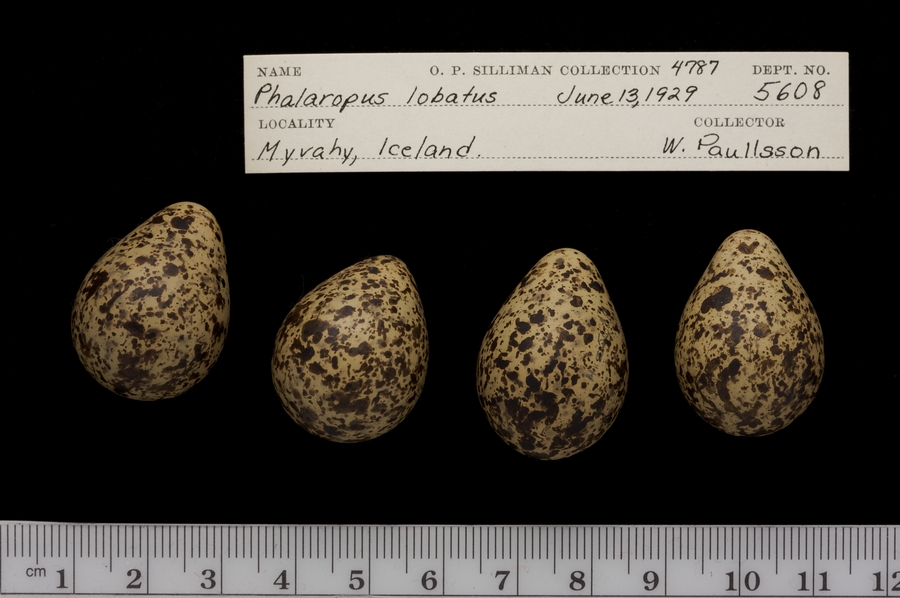 NAME O. P. SILLIMAN COLLECTION 4787 DEPT. NO.
Phalaropus lobatus June 13, 1929 5608
LOCALITY COLLECTOR
Myvahy, Iceland. W. Paullsson
cm 1 2 3 4 5 6 7 8 9 10 11 12